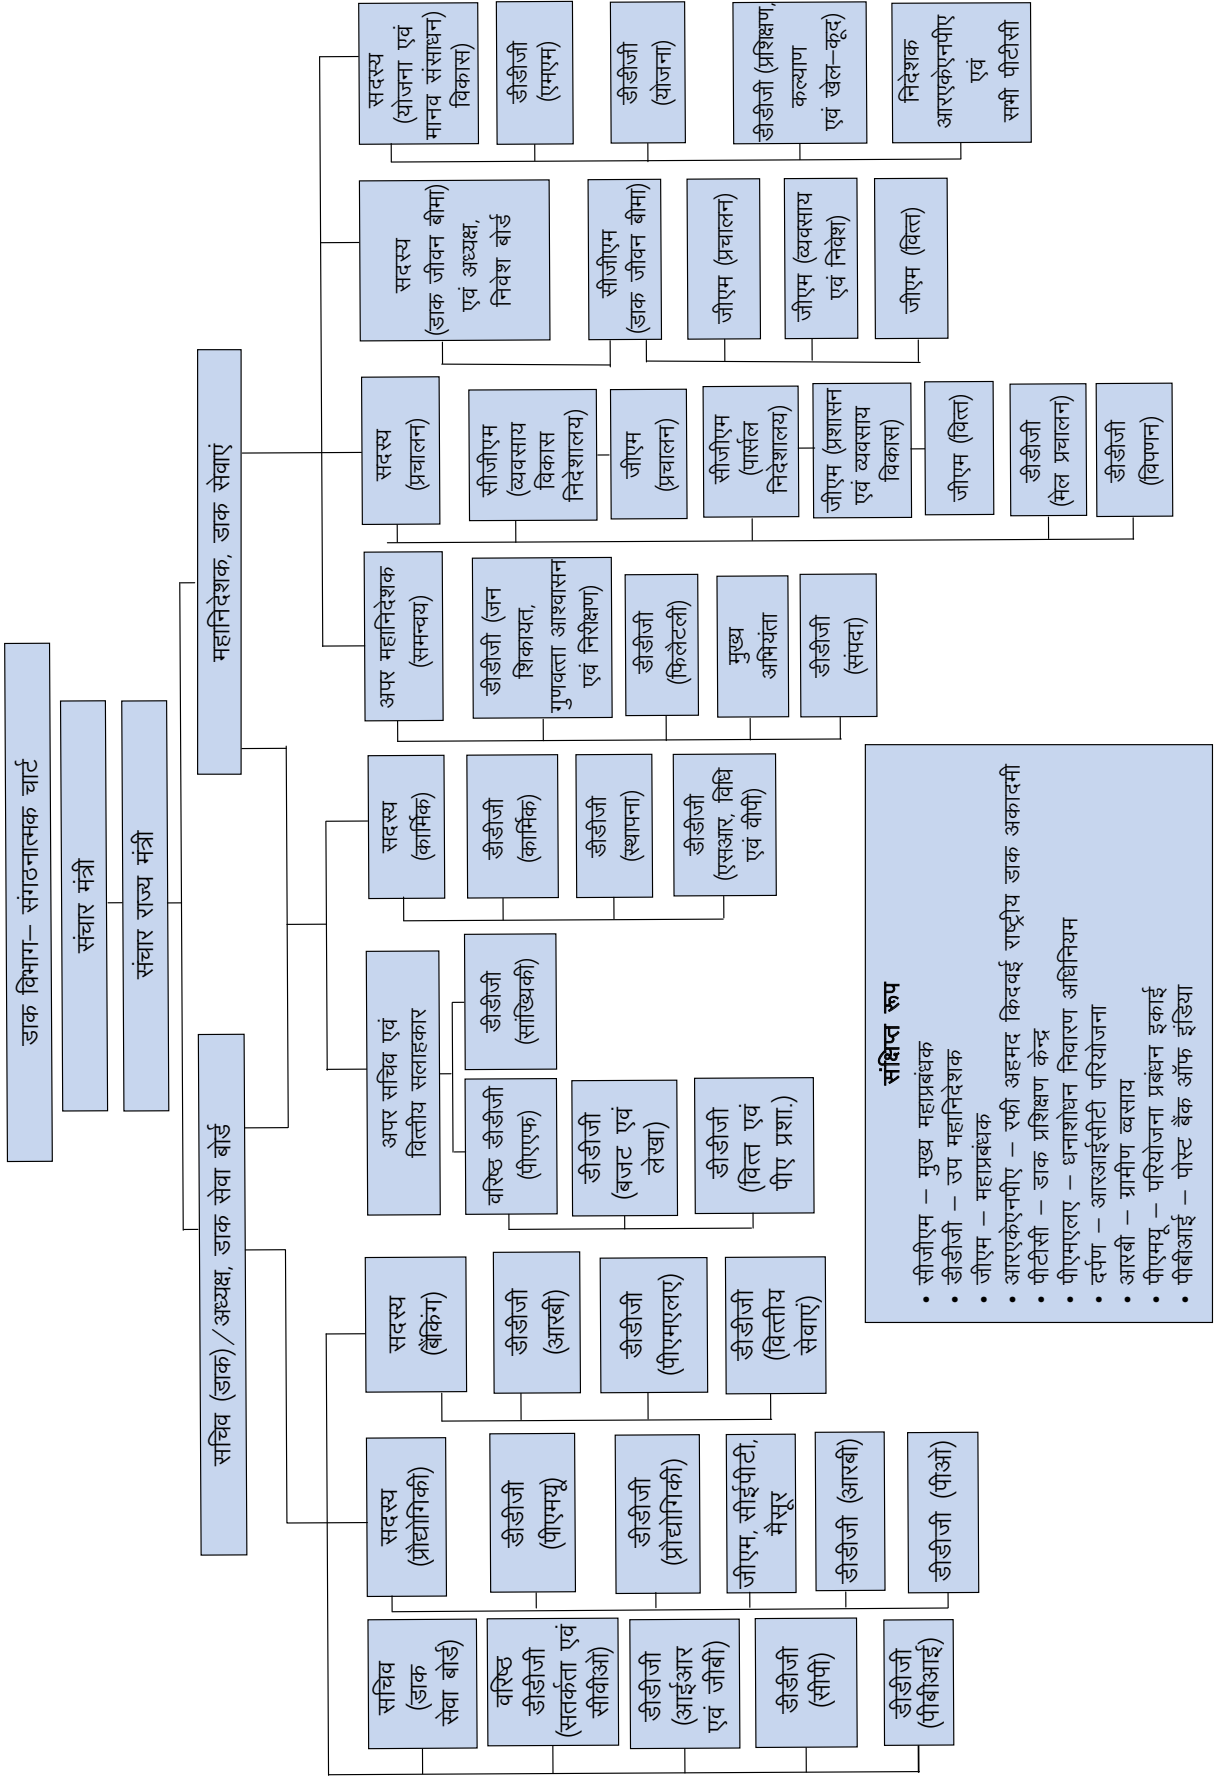 डाक विभाग– संगठनात्मक चार्ट
संचार मंत्री
संचार राज्य मंत्री
सचिव (डाक)/अध्यक्ष, डाक सेवा बोर्ड
महानिदेशक, डाक सेवाएं
सचिव
(डाक
सेवा बोर्ड)
वरिष्ठ
डीडीजी
(सतर्कता एवं
सीवीओ)
डीडीजी
(आईआर
एवं जीबी)
डीडीजी
(सीपी)
डीडीजी
(पीबीआई)
सदस्य
(प्रौद्योगिकी)
डीडीजी
(पीएमयू)
डीडीजी
(प्रौद्योगिकी)
जीएम, सीईपीटी,
मैसूर
डीडीजी (आरबी)
डीडीजी (पीओ)
सदस्य
(बैंकिंग)
डीडीजी
(आरबी)
डीडीजी
(पीएमएलए)
डीडीजी
(वित्तीय
सेवाएं)
अपर सचिव एवं
वित्तीय सलाहकार
वरिष्ठ डीडीजी
(पीएएफ)
डीडीजी
(सांख्यिकी)
डीडीजी
(बजट एवं
लेखा)
डीडीजी
(वित्त एवं
पीए प्रशा.)
सदस्य
(कार्मिक)
डीडीजी
(कार्मिक)
डीडीजी
(स्थापना)
डीडीजी
(एसआर, विधि
एवं वीपी)
अपर महानिदेशक
(समन्वय)
डीडीजी (जन
शिकायत,
गुणवत्ता आश्वासन
एवं निरीक्षण)
डीडीजी
(फिलैटली)
मुख्य
अभियंता
डीडीजी
(संपदा)
सदस्य
(प्रचालन)
सीजीएम
(व्यवसाय
विकास
निदेशालय)
जीएम
(प्रचालन)
सीजीएम
(पार्सल
निदेशालय)
जीएम (प्रशासन
एवं व्यवसाय
विकास)
जीएम (वित्त)
डीडीजी
(मेल प्रचालन)
डीडीजी
(विपणन)
सदस्य
(डाक जीवन बीमा)
एवं अध्यक्ष,
निवेश बोर्ड
सीजीएम
(डाक जीवन बीमा)
जीएम (प्रचालन)
जीएम (व्यवसाय
एवं निवेश)
जीएम (वित्त)
सदस्य
(योजना एवं
मानव संसाधन)
विकास)
डीडीजी
(एमएम)
डीडीजी
(योजना)
डीडीजी (प्रशिक्षण,
कल्याण
एवं खेल–कूद)
निदेशक
आरएकेएनपीए
एवं
सभी पीटीसी
संक्षिप्त रूप
• सीजीएम – मुख्य महाप्रबंधक
• डीडीजी – उप महानिदेशक
• जीएम – महाप्रबंधक
• आरएकेएनपीए – रफी अहमद किदवई राष्ट्रीय डाक अकादमी
• पीटीसी – डाक प्रशिक्षण केन्द्र
• पीएमएलए – धनाशोधन निवारण अधिनियम
• दर्पण – आरआईसीटी परियोजना
• आरबी – ग्रामीण व्वसाय
• पीएमयू – परियोजना प्रबंधन इकाई
• पीबीआई – पोस्ट बैंक ऑफ इंडिया